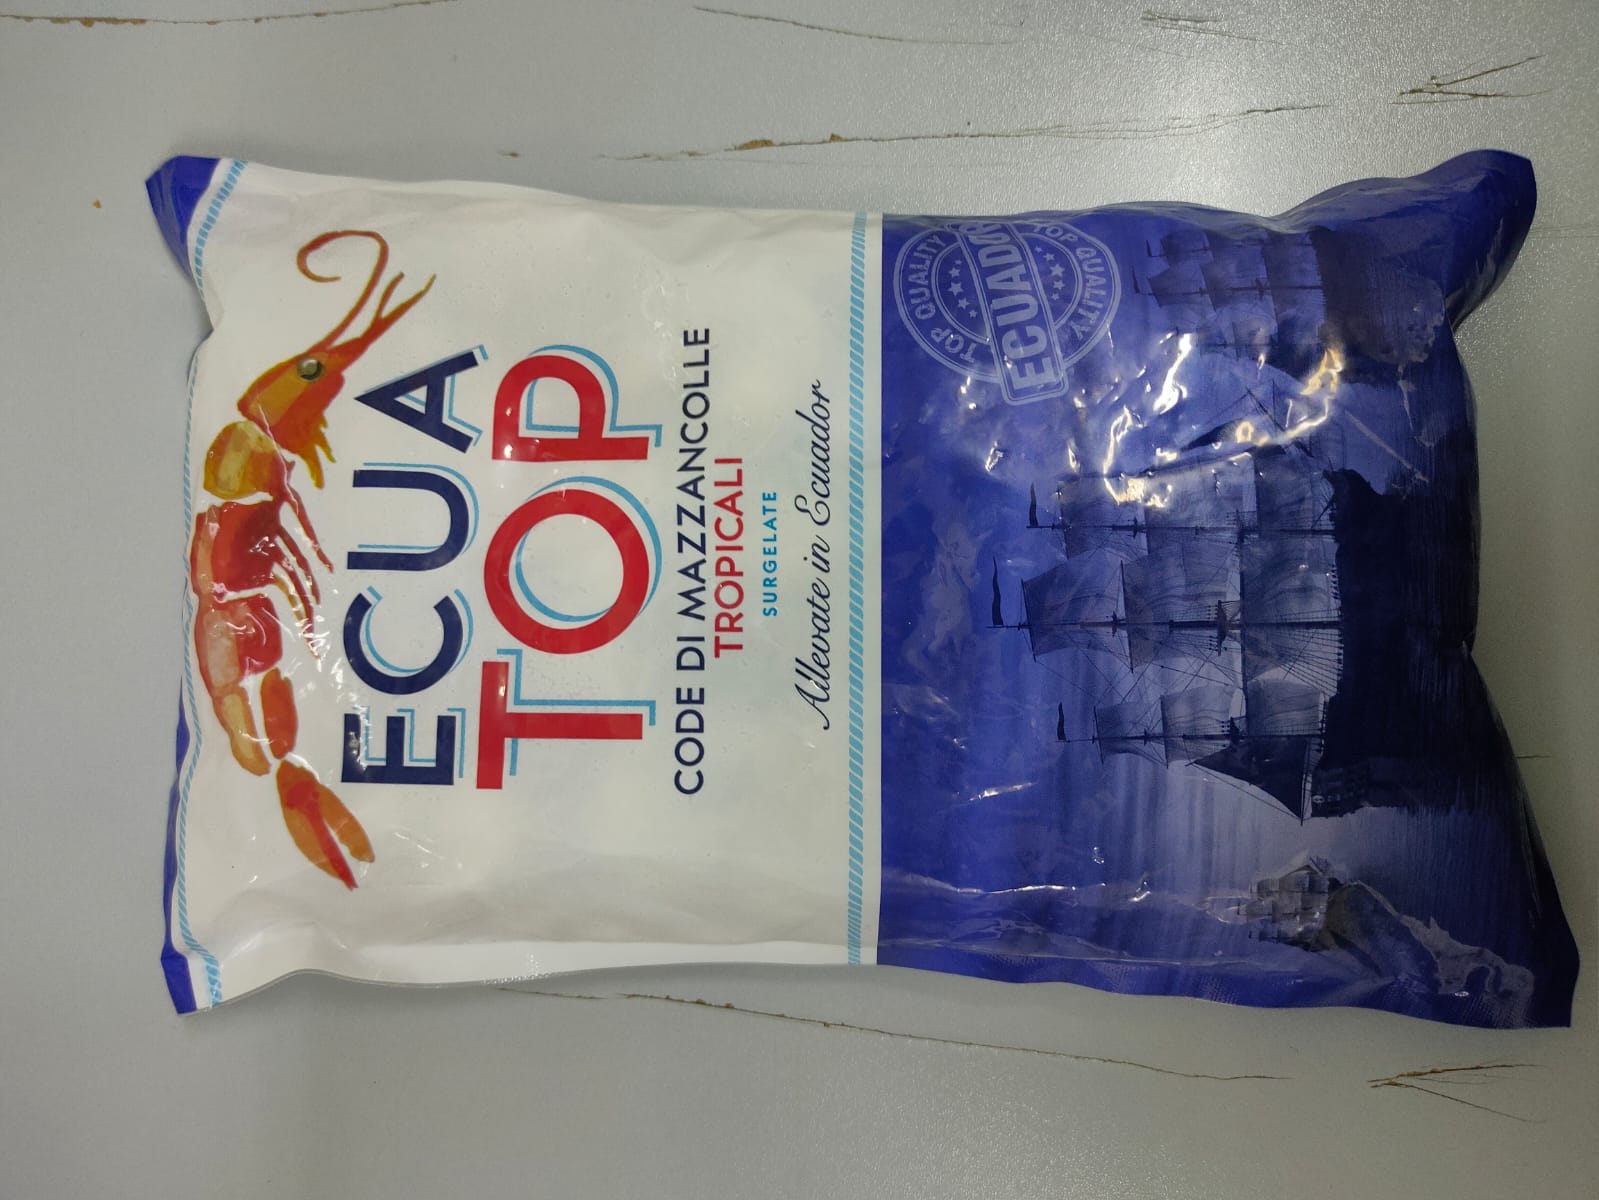 ECUA
TOP
CODE DI MAZZANCOLLE
TROPICALI
SURGELATE
Allevate in Ecuador
TOP QUALITY
ECUADOR
TOP QUALITY